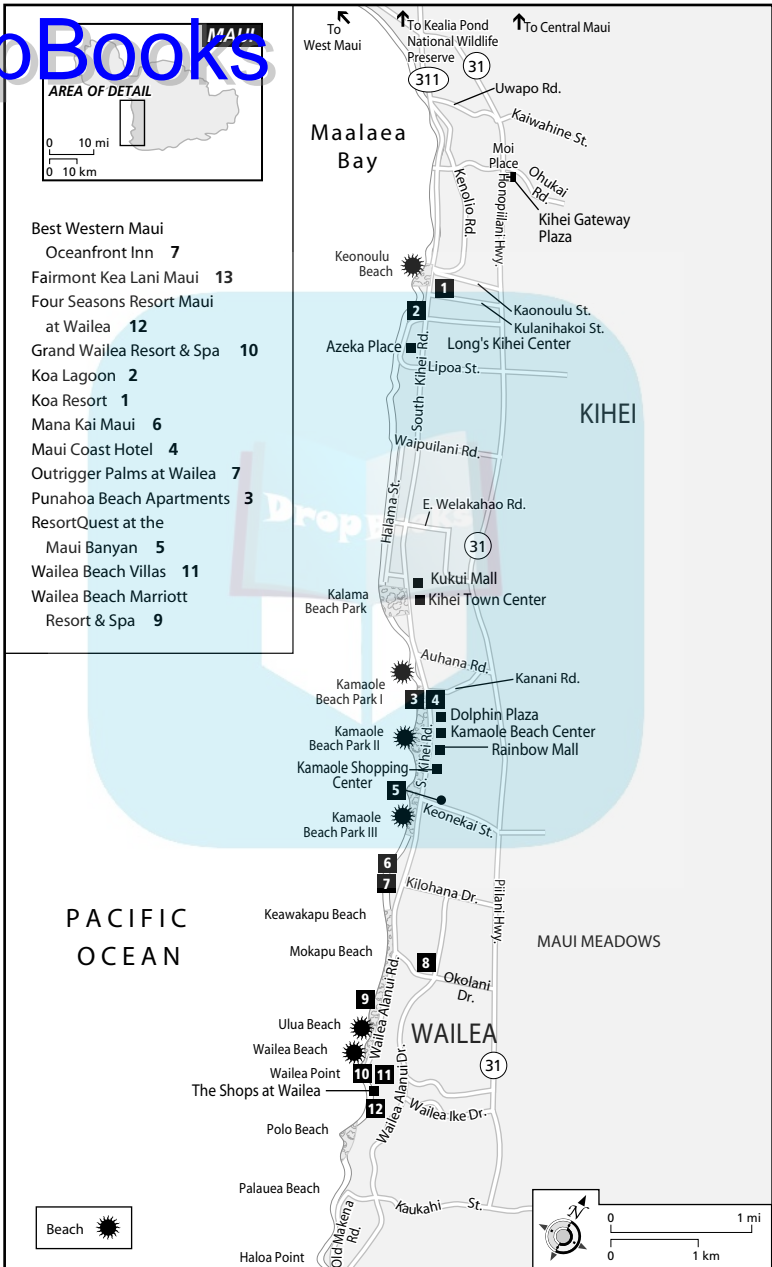 oBooks
MAUI
AREA OF DETAIL
0 10 mi
0 10 km
Best Western Maui
Oceanfront Inn 7
Fairmont Kea Lani Maui 13
Four Seasons Resort Maui
at Wailea 12
Grand Wailea Resort & Spa 10
Koa Lagoon 2
Koa Resort 1
Mana Kai Maui 6
Maui Coast Hotel 4
Outrigger Palms at Wailea 7
Punahoa Beach Apartments 3
ResortQuest at the
Maui Banyan 5
Wailea Beach Villas 11
Wailea Beach Marriott
Resort & Spa 9
To
West Maui
To Kealia Pond
National Wildlife
Preserve
To Central Maui
311
31
Uwapo Rd.
Kaiwahine St.
Maalaea
Bay
Moi
Place
Ohukai
Rd.
Kenolio Rd.
Honopiilani Hwy.
Kihei Gateway
Plaza
Keonoulu
Beach
1
2
Kaonoulu St.
Kulanihakoi St.
Azeka Place
Long's Kihei Center
South Kihei Rd.
Lipoa St.
KIHEI
Waipuilani Rd.
Halama St.
E. Welakahao Rd.
31
Drop
Kukui Mall
Kalama
Beach Park
Kihei Town Center
Auhana Rd.
Kanani Rd.
Kamaole
Beach Park I
3
4
Dolphin Plaza
Kamaole
Beach Park II
Kamaole Beach Center
S. Kihei Rd.
Rainbow Mall
Kamaole Shopping
Center
5
Keonekai St.
Kamaole
Beach Park III
6
7
Kilohana Dr.
Piilani Hwy.
PACIFIC
OCEAN
Keawakapu Beach
MAUI MEADOWS
Mokapu Beach
8
Okolani
Dr.
9
Wailea Alanui Rd.
Ulua Beach
WAILEA
Wailea Beach
31
Wailea Point
10
11
The Shops at Wailea
Wailea Alanui Dr.
12
Wailea Ike Dr.
Polo Beach
Palauea Beach
Kaukahi St.
Old Makena
Rd.
Haloa Point
Beach
N
0 1 mi
0 1 km